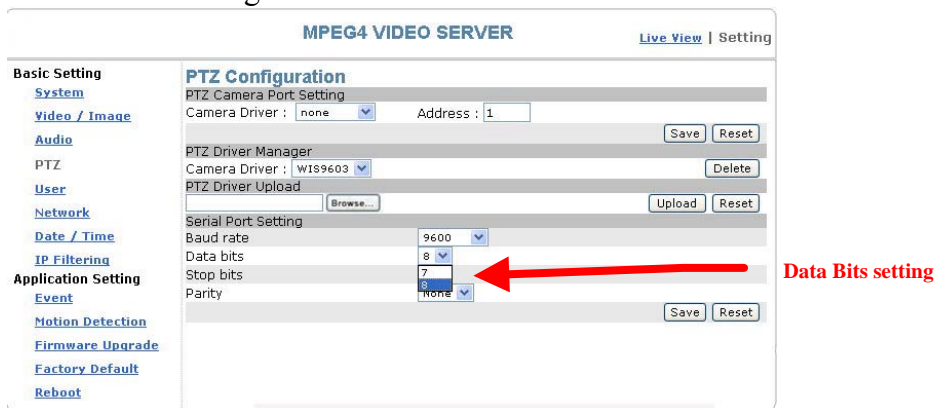 MPEG4 VIDEO SERVER
Live View | Setting
Basic Setting
System
Video / Image
Audio
PTZ
User
Network
Date / Time
IP Filtering
Application Setting
Event
Motion Detection
Firmware Upgrade
Factory Default
Reboot
PTZ Configuration
PTZ Camera Port Setting
Camera Driver : none Address : 1
Save Reset
PTZ Driver Manager
Camera Driver : WIS9603 Delete
PTZ Driver Upload
Browse... Upload Reset
Serial Port Setting
Baud rate 9600
Data bits 8
7
Stop bits
8
Parity None
Save Reset
Data Bits setting